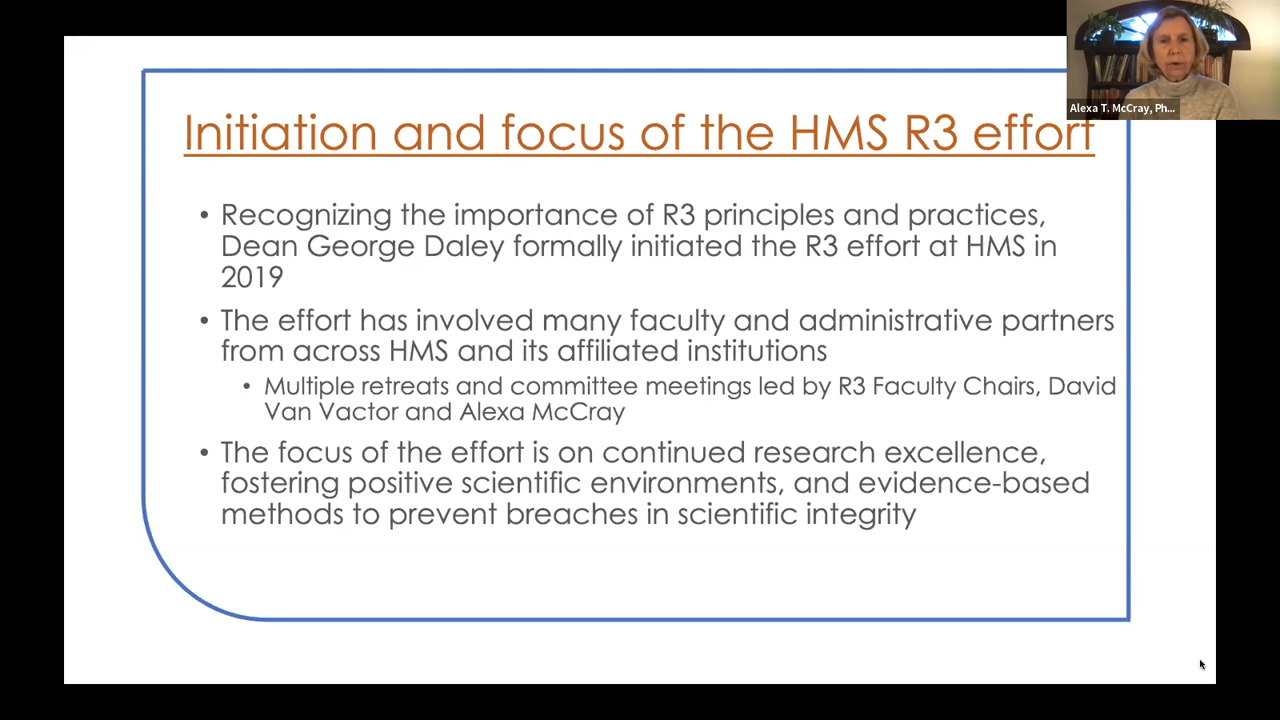 Alexa T. McCray, Ph...
Initiation and focus of the HMS R3 effort
• Recognizing the importance of R3 principles and practices,
Dean George Daley formally initiated the R3 effort at HMS in
2019
• The effort has involved many faculty and administrative partners
from across HMS and its affiliated institutions
• Multiple retreats and committee meetings led by R3 Faculty Chairs, David
Van Vactor and Alexa McCray
• The focus of the effort is on continued research excellence,
fostering positive scientific environments, and evidence-based
methods to prevent breaches in scientific integrity